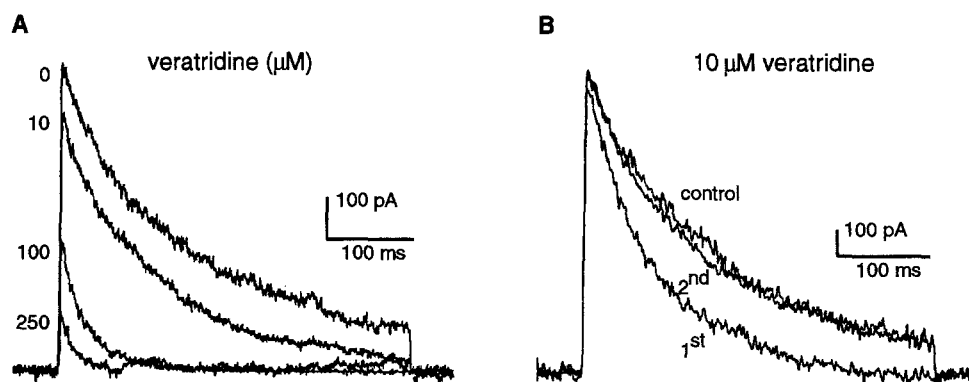 A
veratridine (µM)
0
10
100
250
100 pA
100 ms
B
10 µM veratridine
control
2nd
1st
100 pA
100 ms